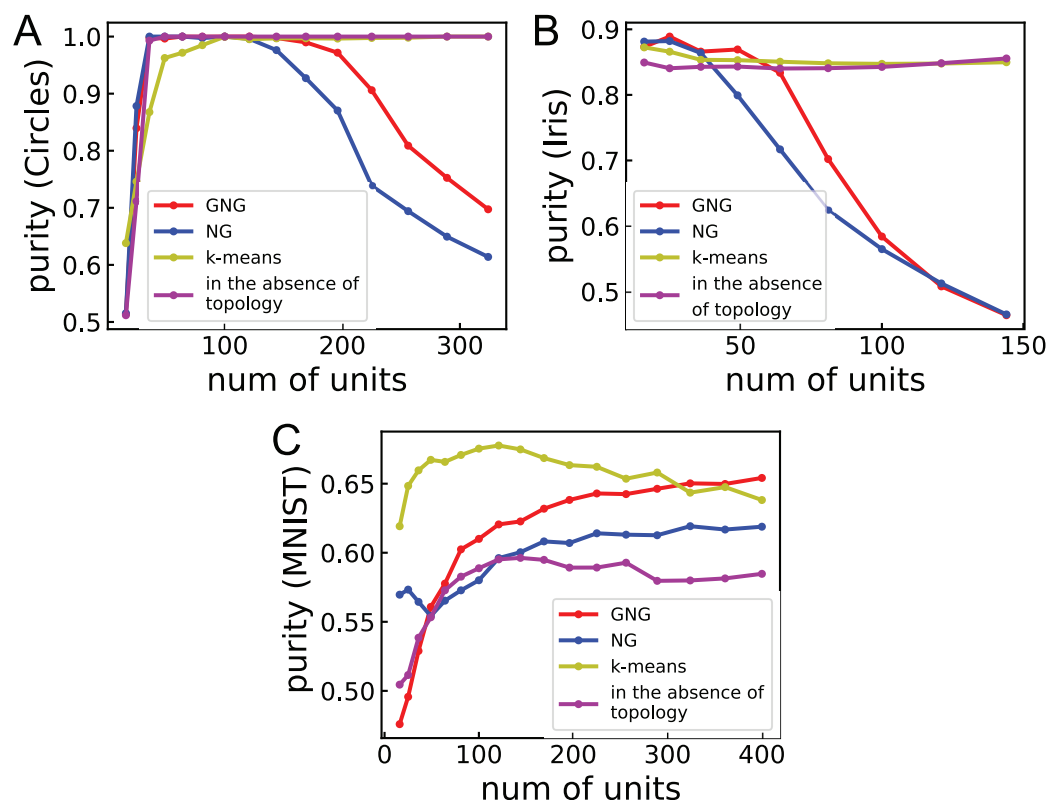 A
purity (Circles)
1.0
0.9
0.8
0.7
0.6
0.5
GNG
NG
k-means
in the absence of
topology
100
200
300
num of units
B
purity (Iris)
0.9
0.8
0.7
0.6
0.5
GNG
NG
k-means
in the absence
of topology
50
100
150
num of units
C
purity (MNIST)
0.65
0.60
0.55
0.50
GNG
NG
k-means
in the absence of
topology
0
100
200
300
400
num of units